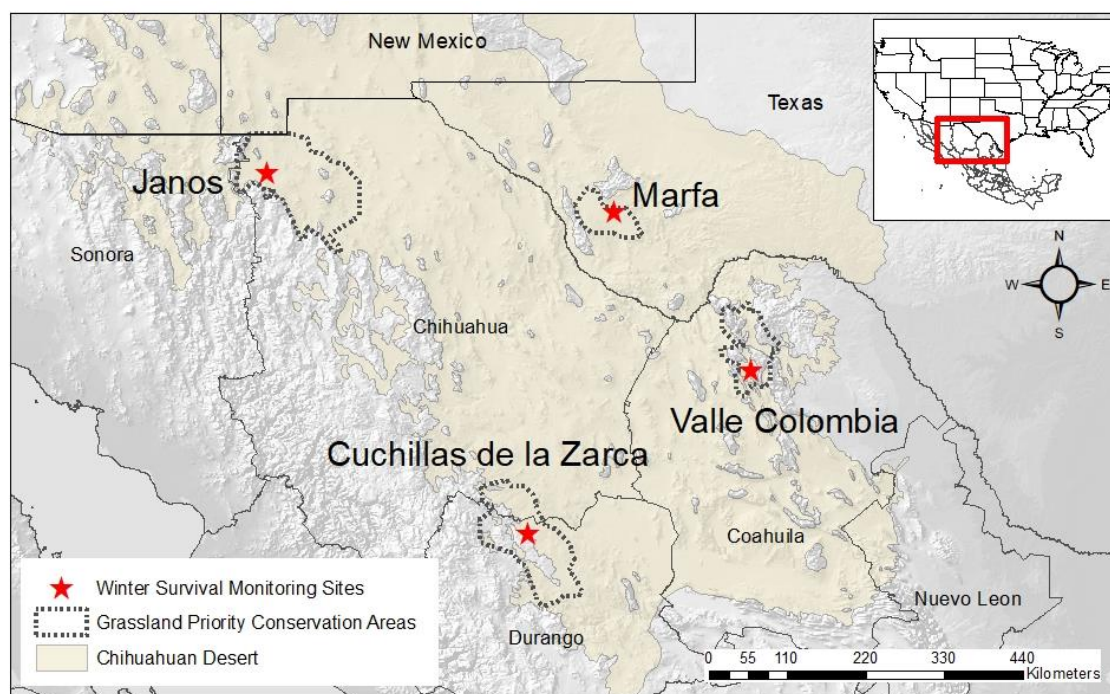 New Mexico
Texas
Janos
Marfa
Sonora
N
W E
S
Chihuahua
Valle Colombia
Cuchillas de la Zarca
Coahuila
Winter Survival Monitoring Sites
Grassland Priority Conservation Areas
Chihuahuan Desert
Durango
Nuevo Leon
0 55 110 220 330 440
Kilometers